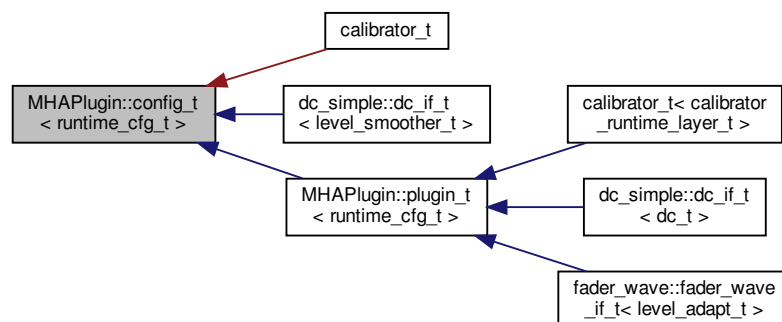 calibrator_t
MHAPlugin::config_t
< runtime_cfg_t >
dc_simple::dc_if_t
< level_smoother_t >
calibrator_t< calibrator
_runtime_layer_t >
MHAPlugin::plugin_t
< runtime_cfg_t >
dc_simple::dc_if_t
< dc_t >
fader_wave::fader_wave
_if_t< level_adapt_t >